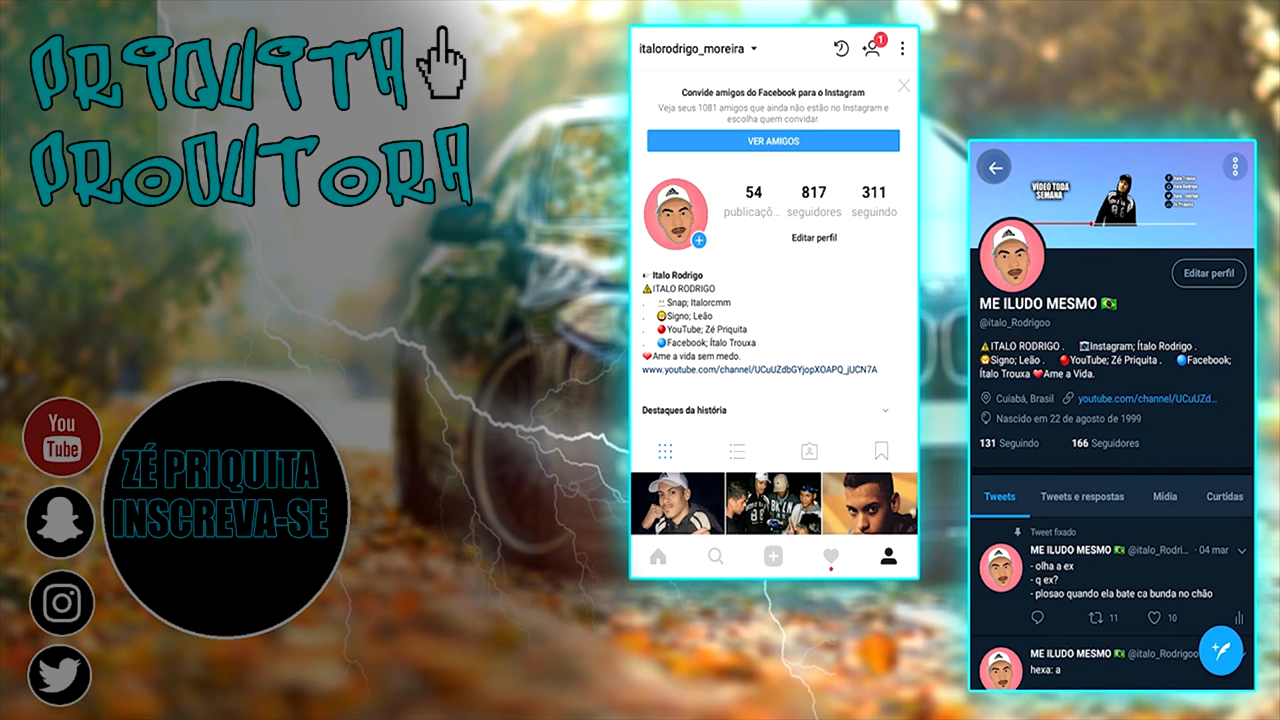 PRIQUITA
PRODUTORA
You
Tube
ZÉ PRIQUITA
INSCREVA-SE
italorodrigo_moreira
1
Convide amigos do Facebook para o Instagram
Veja seus 1081 amigos que ainda não estão no Instagram e
escolha quem convidar.
VER AMIGOS
54 817 311
publicaçõ... seguidores seguindo
Editar perfil
Italo Rodrigo
⚠ITALO RODRIGO
. Snap; Italorcmm
. Signo; Leão
. YouTube; Zé Priquita
. Facebook; Ítalo Trouxa
❤Ame a vida sem medo.
www.youtube.com/channel/UCuUZdbGYjopXOAPQ_jUCN7A
Destaques da história
VÍDEO TODA
SEMANA
Editar perfil
ME ILUDO MESMO 🇧🇷
@italo_Rodrigoo
⚠ITALO RODRIGO . Instagram; Ítalo Rodrigo .
Signo; Leão . YouTube; Zé Priquita . Facebook;
Ítalo Trouxa ❤Ame a Vida.
Cuiabá, Brasil youtube.com/channel/UCuUZd...
Nascido em 22 de agosto de 1999
131 Seguindo 166 Seguidores
Tweets Tweets e respostas Mídia Curtidas
Tweet fixado
ME ILUDO MESMO 🇧🇷 @italo_Rodri... · 04 mar
- olha a ex
- q ex?
- plosao quando ela bate ca bunda no chão
11 10
ME ILUDO MESMO 🇧🇷 @italo_Rodrigoo
hexa: a